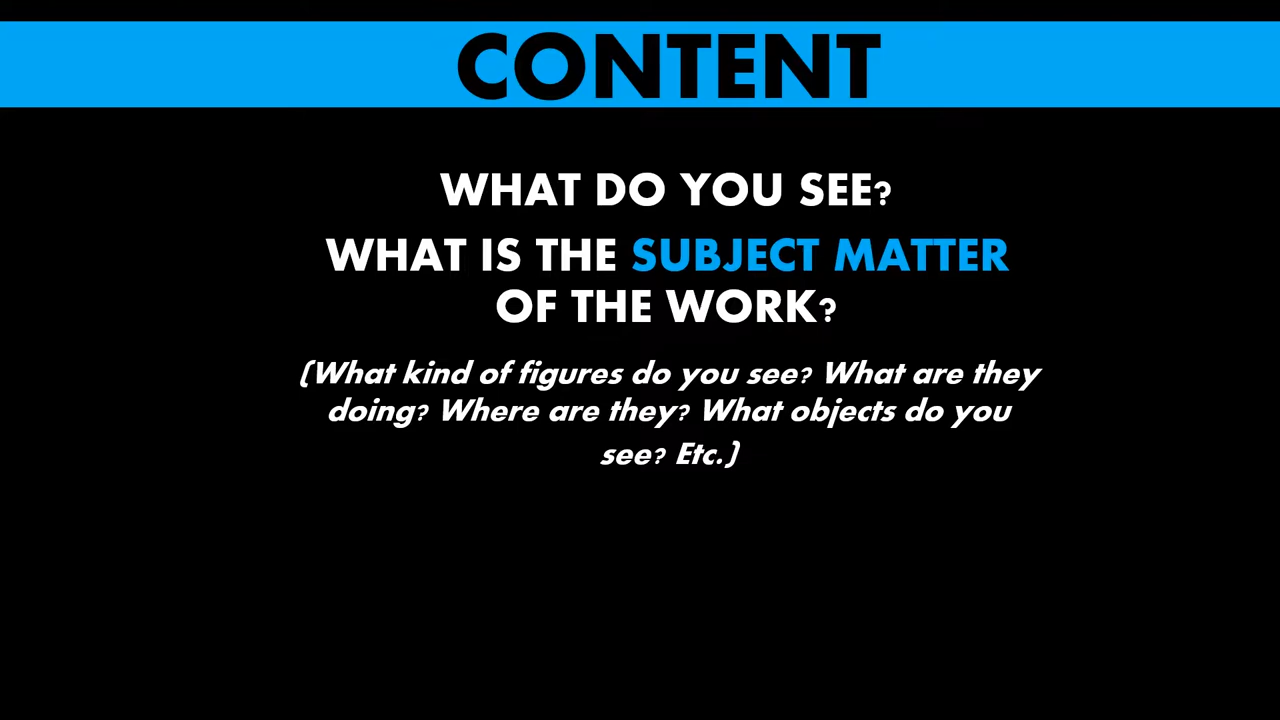 CONTENT
WHAT DO YOU SEE?
WHAT IS THE SUBJECT MATTER
OF THE WORK?
(What kind of figures do you see? What are they
doing? Where are they? What objects do you
see? Etc.)